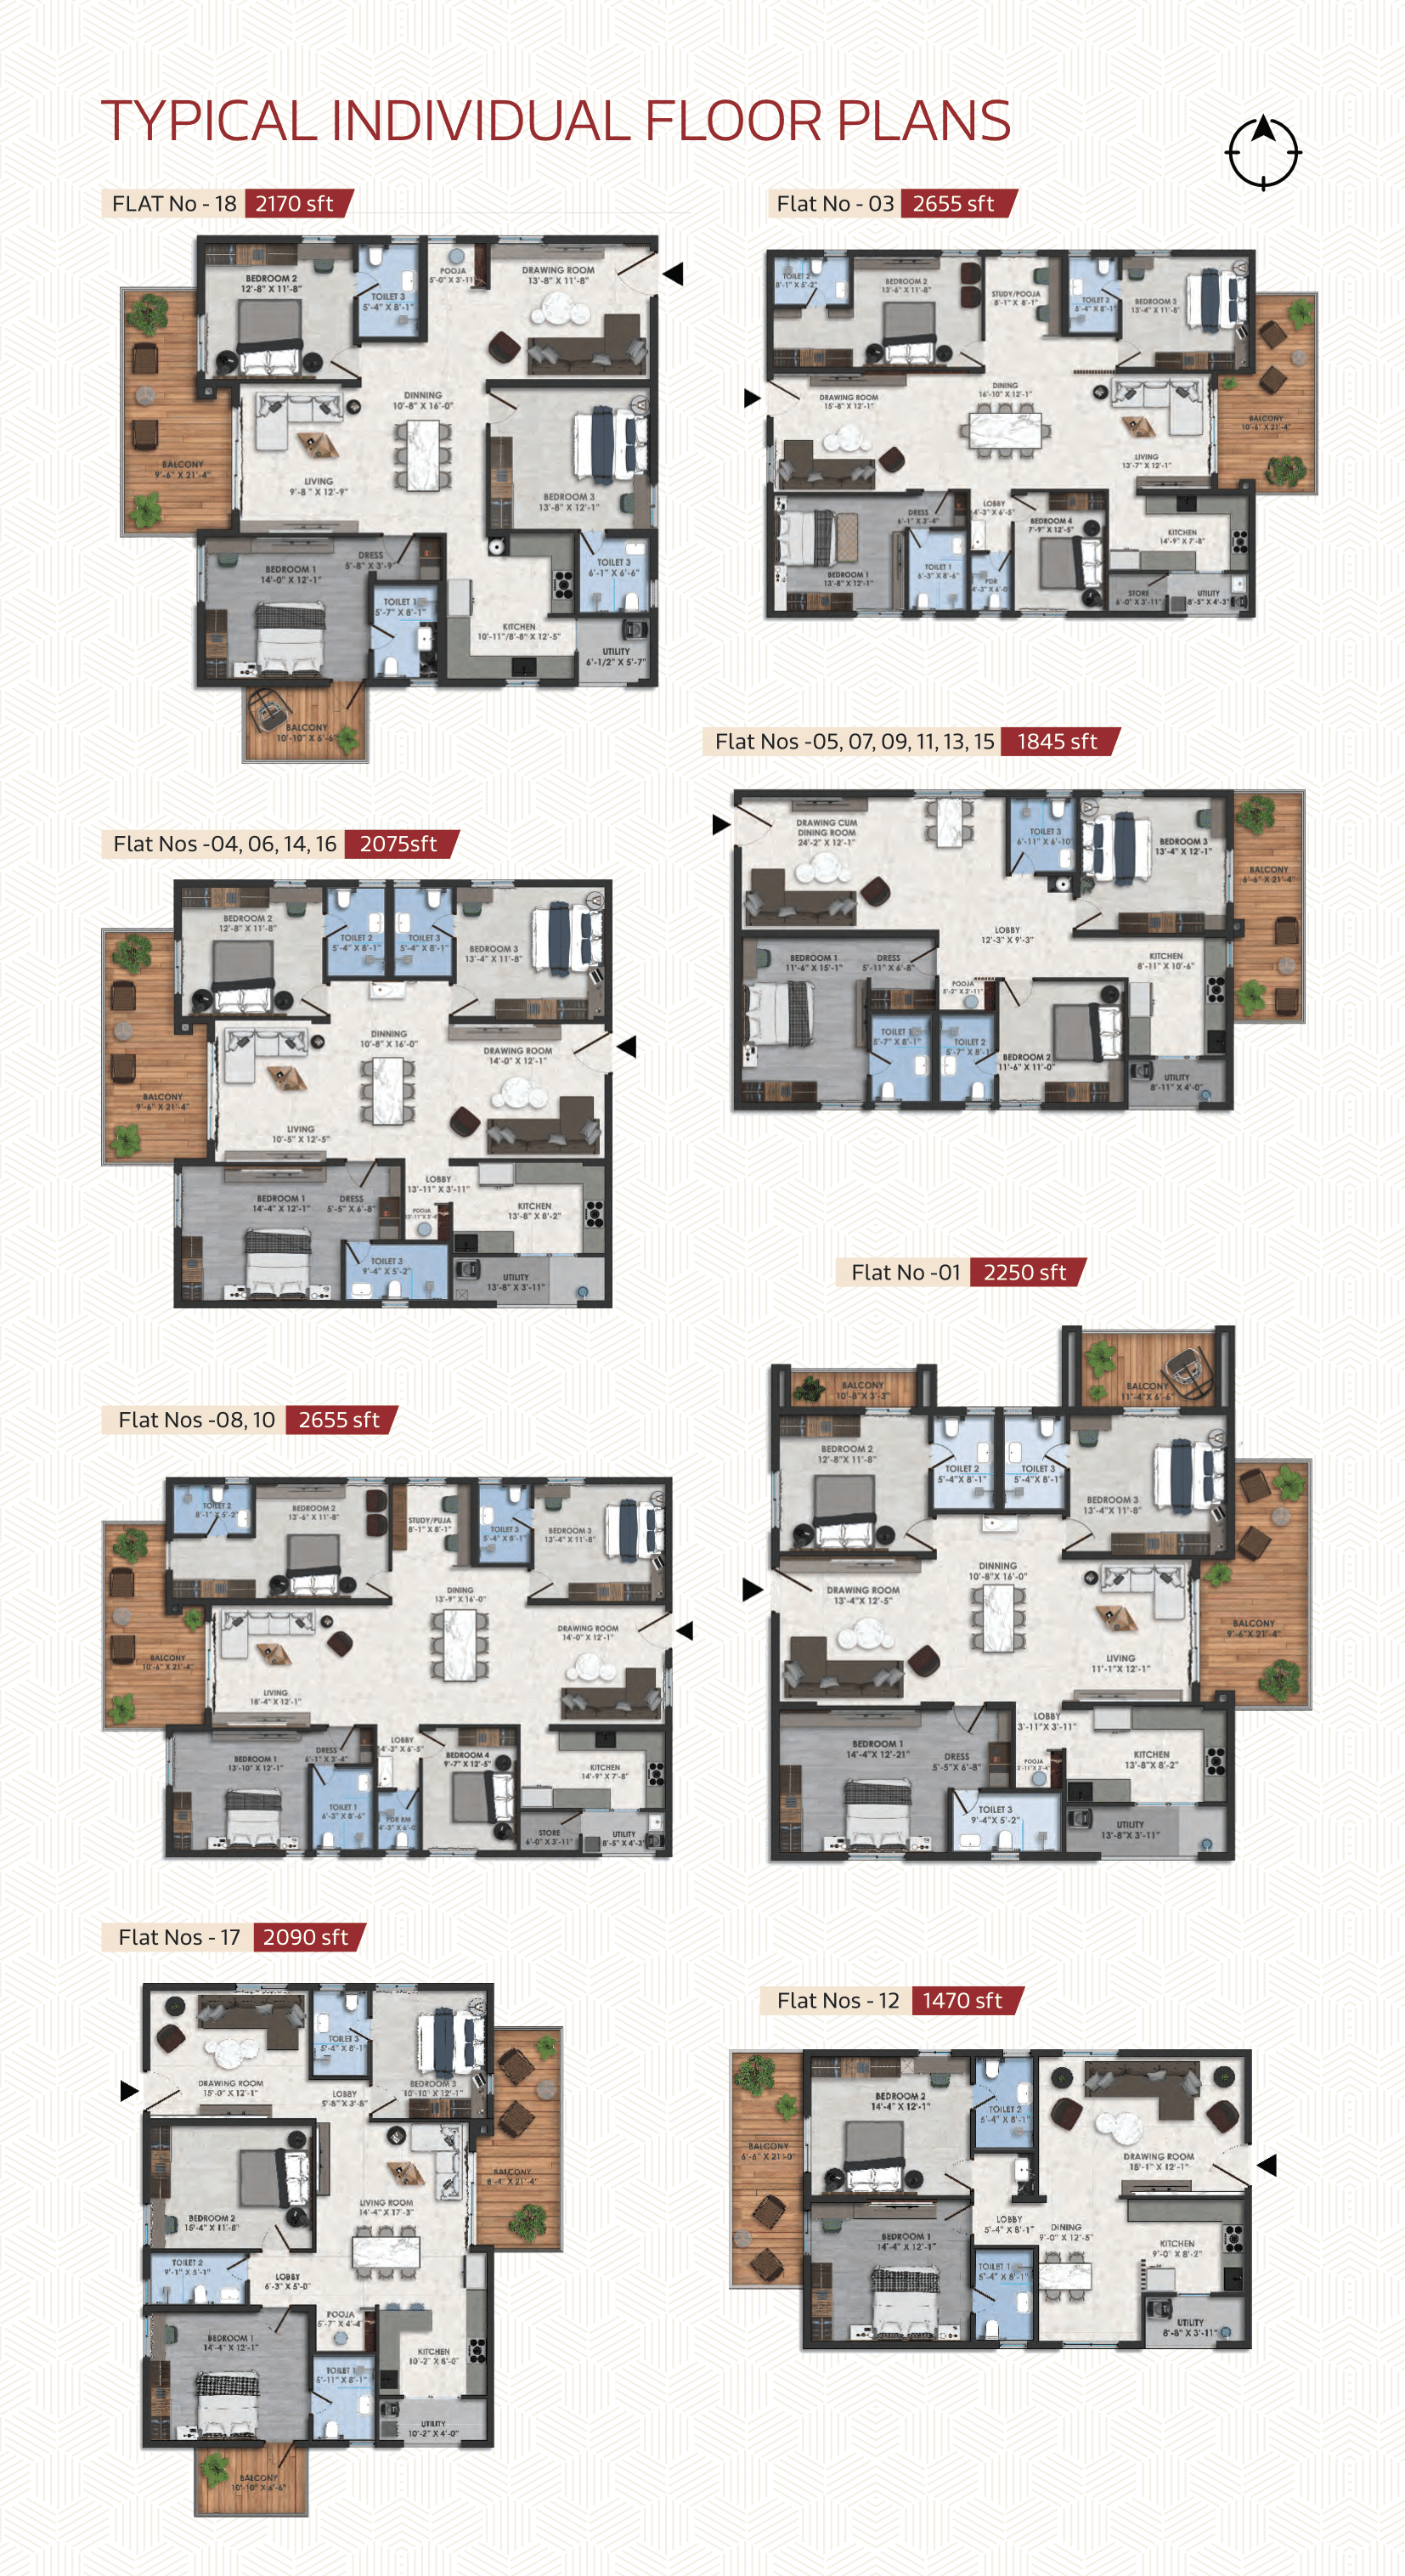 TYPICAL INDIVIDUAL FLOOR PLANS
FLAT No - 18 2170 sft
BEDROOM 2
12'-8" X 11'-8"
TOILET 3
5'-4" X 8'-1"
POOJA
5'-0" X 3'-11"
DRAWING ROOM
13'-8" X 11'-8"
DINNING
10'-8" X 16'-0"
BALCONY
9'-6" X 21'-4"
LIVING
9'-8" X 12'-9"
BEDROOM 3
13'-8" X 12'-1"
BEDROOM 1
14'-0" X 12'-1"
DRESS
5'-8" X 3'-9"
TOILET 1
5'-7" X 8'-1"
TOILET 3
6'-1" X 6'-6"
KITCHEN
10'-11"/8'-8" X 12'-5"
UTILITY
6'-1/2" X 5'-7"
BALCONY
10'-10" X 6'-6"
Flat No - 03 2655 sft
TOILET 2
8'-1" X 5'-2"
BEDROOM 2
13'-6" X 11'-8"
STUDY/POOJA
8'-1" X 8'-1"
TOILET 3
5'-4" X 8'-1"
BEDROOM 3
13'-4" X 11'-8"
DRAWING ROOM
15'-8" X 12'-1"
DINING
16'-10" X 12'-1"
BALCONY
10'-6" X 21'-4"
LIVING
13'-7" X 12'-1"
DRESS
6'-1" X 3'-4"
LOBBY
4'-3" X 6'-5"
BEDROOM 4
7'-9" X 12'-5"
KITCHEN
14'-9" X 7'-8"
BEDROOM 1
13'-8" X 12'-1"
TOILET 1
6'-3" X 8'-6"
PDR
4'-3" X 6'-0"
STORE
6'-0" X 3'-11"
UTILITY
8'-5" X 4'-3"
Flat Nos -05, 07, 09, 11, 13, 15 1845 sft
DRAWING CUM
DINING ROOM
24'-2" X 12'-1"
TOILET 3
6'-11" X 6'-10"
BEDROOM 3
13'-4" X 12'-1"
BALCONY
6'-6" X 21'-4"
LOBBY
12'-3" X 9'-3"
BEDROOM 1
11'-6" X 15'-1"
DRESS
5'-11" X 6'-8"
KITCHEN
8'-11" X 10'-6"
POOJA
5'-2" X 2'-11"
TOILET 1
5'-7" X 8'-1"
TOILET 2
5'-7" X 8'-1"
BEDROOM 2
11'-6" X 11'-0"
UTILITY
8'-11" X 4'-0"
Flat Nos -04, 06, 14, 16 2075sft
BEDROOM 2
12'-8" X 11'-8"
TOILET 2
5'-4" X 8'-1"
TOILET 3
5'-4" X 8'-1"
BEDROOM 3
13'-4" X 11'-8"
DINNING
10'-8" X 16'-0"
DRAWING ROOM
14'-0" X 12'-1"
BALCONY
9'-6" X 21'-4"
LIVING
10'-5" X 12'-5"
BEDROOM 1
14'-4" X 12'-1"
DRESS
5'-5" X 6'-8"
LOBBY
13'-11" X 3'-11"
POOJA
KITCHEN
13'-8" X 8'-2"
TOILET 3
9'-4" X 5'-2"
UTILITY
13'-8" X 3'-11"
Flat No -01 2250 sft
BALCONY
10'-8"X 3'-3"
BALCONY
11'-4"X 6'-6"
BEDROOM 2
12'-8"X 11'-8"
TOILET 2
5'-4"X 8'-1"
TOILET 3
5'-4"X 8'-1"
BEDROOM 3
13'-4"X 11'-8"
DINNING
10'-8"X 16'-0"
DRAWING ROOM
13'-4"X 12'-5"
BALCONY
9'-6"X 21'-4"
LIVING
11'-1"X 12'-1"
LOBBY
3'-11"X 3'-11"
BEDROOM 1
14'-4"X 12'-21"
DRESS
5'-5"X 6'-8"
POOJA
KITCHEN
13'-8"X 8'-2"
TOILET 3
9'-4"X 5'-2"
UTILITY
13'-8"X 3'-11"
Flat Nos -08, 10 2655 sft
TOILET 2
8'-1" X 5'-2"
BEDROOM 2
13'-6" X 11'-8"
STUDY/PUJA
8'-1" X 8'-1"
TOILET 3
5'-4" X 8'-1"
BEDROOM 3
13'-4" X 11'-8"
DINING
13'-9" X 16'-0"
DRAWING ROOM
14'-0" X 12'-1"
BALCONY
10'-6" X 21'-4"
LIVING
18'-4" X 12'-1"
BEDROOM 1
13'-10" X 12'-1"
DRESS
6'-1" X 3'-4"
LOBBY
14'-3" X 6'-5"
BEDROOM 4
9'-7" X 12'-5"
KITCHEN
14'-9" X 7'-8"
TOILET 1
6'-3" X 8'-6"
PDR RM
4'-3" X 6'-0"
STORE
6'-0" X 3'-11"
UTILITY
8'-5" X 4'-3"
Flat Nos - 17 2090 sft
TOILET 3
5'-4" X 8'-1"
DRAWING ROOM
15'-0" X 12'-1"
LOBBY
5'-8" X 3'-8"
BEDROOM 3
10'-10" X 12'-1"
BALCONY
8'-4" X 21'-4"
LIVING ROOM
14'-4" X 17'-3"
BEDROOM 2
15'-4" X 11'-8"
TOILET 2
9'-1" X 5'-1"
LOBBY
6'-3" X 5'-0"
POOJA
5'-7" X 4'-4"
BEDROOM 1
14'-4" X 12'-1"
KITCHEN
10'-2" X 8'-0"
TOILET 1
5'-11" X 8'-1"
UTILITY
10'-2" X 4'-0"
BALCONY
10'-10" X 6'-6"
Flat Nos - 12 1470 sft
BEDROOM 2
14'-4" X 12'-1"
TOILET 2
5'-4" X 8'-1"
BALCONY
6'-6" X 21'-0"
DRAWING ROOM
15'-1" X 12'-1"
LOBBY
5'-4" X 8'-1"
DINING
9'-0" X 12'-5"
BEDROOM 1
14'-4" X 12'-1"
KITCHEN
9'-0" X 8'-2"
TOILET 1
5'-4" X 8'-1"
UTILITY
8'-8" X 3'-11"